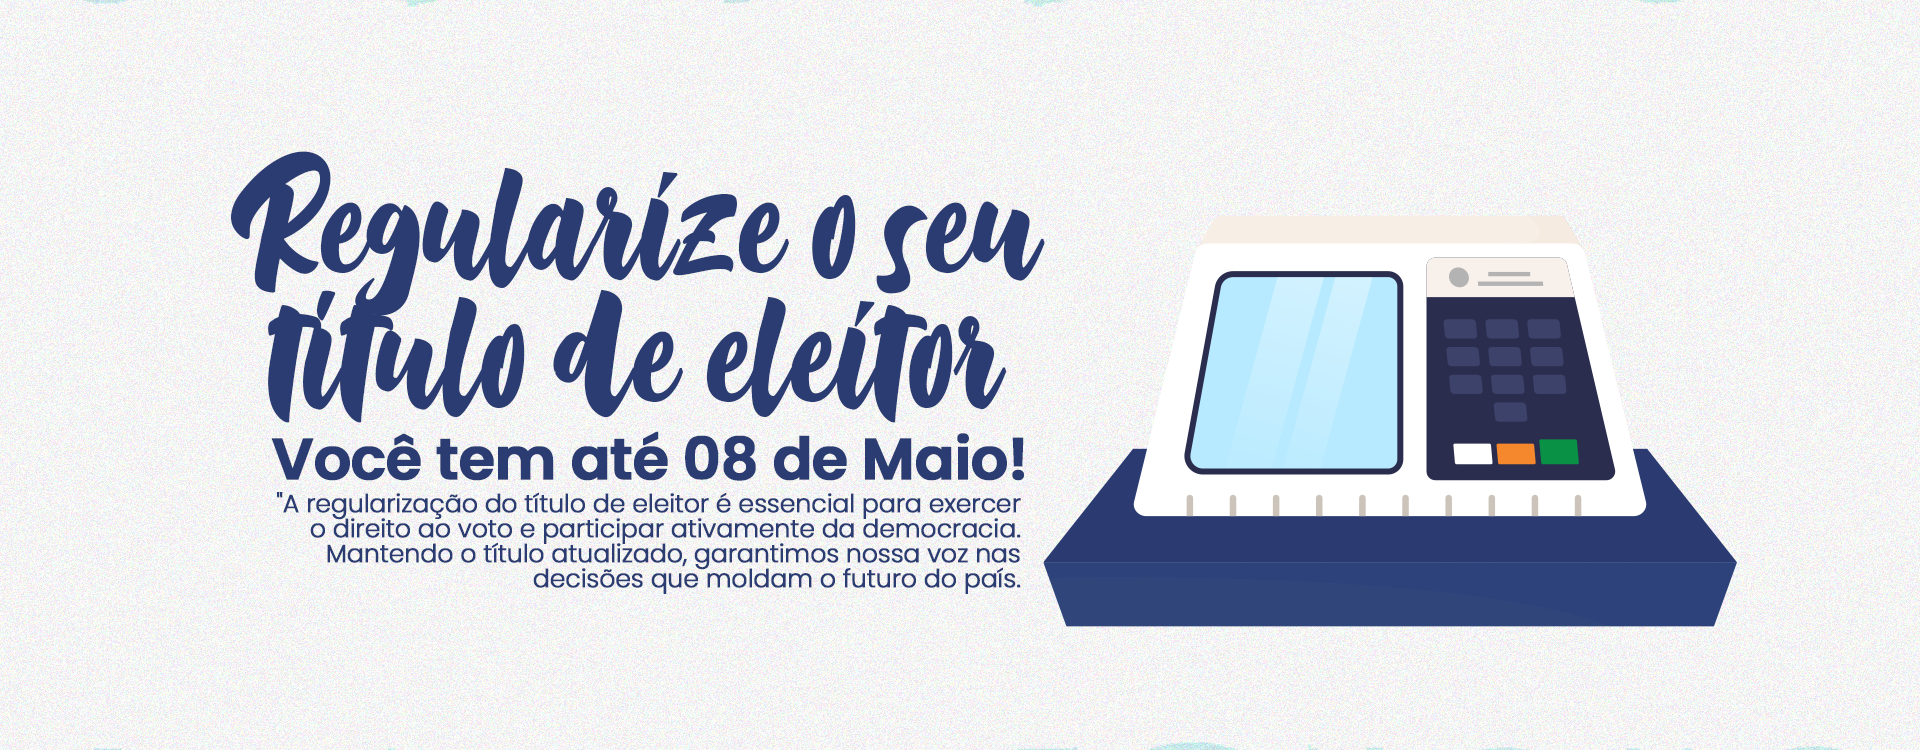 Regularize o seu
título de eleitor
Você tem até 08 de Maio!
"A regularização do título de eleitor é essencial para exercer
o direito ao voto e participar ativamente da democracia.
Mantendo o título atualizado, garantimos nossa voz nas
decisões que moldam o futuro do país.